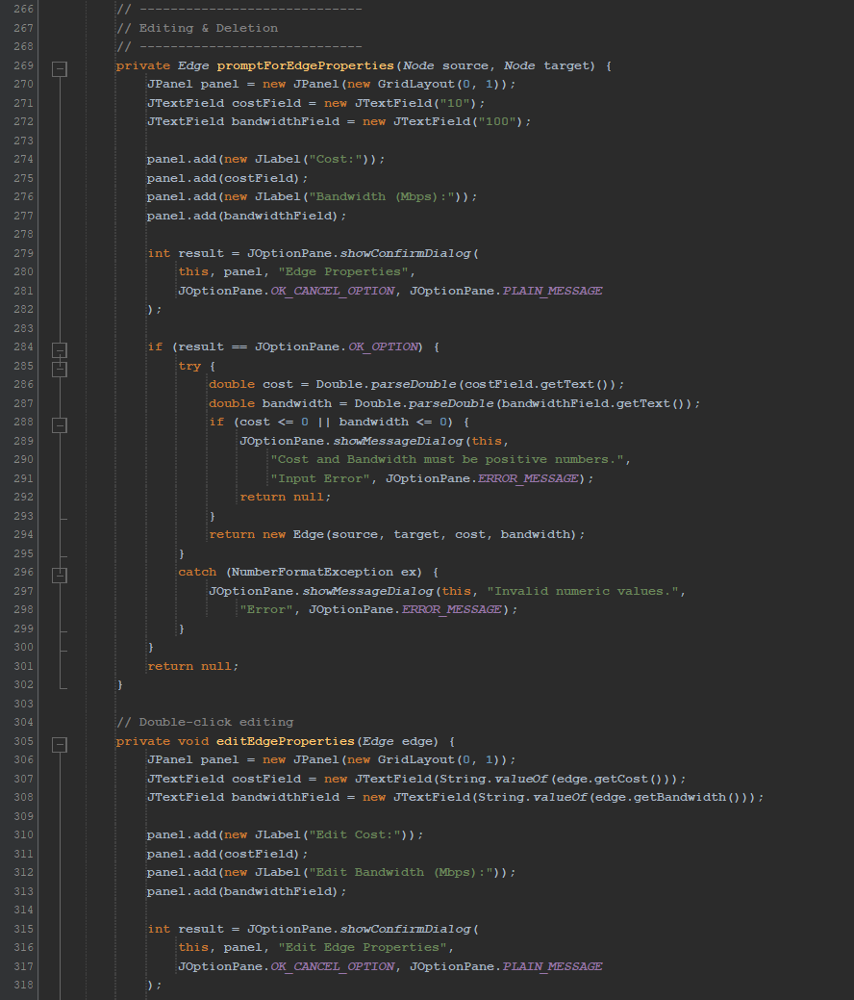 266 // -----------------------------
267 // Editing & Deletion
268 // -----------------------------
269 private Edge promptForEdgeProperties(Node source, Node target) {
270 JPanel panel = new JPanel(new GridLayout(0, 1));
271 JTextField costField = new JTextField("10");
272 JTextField bandwidthField = new JTextField("100");
273
274 panel.add(new JLabel("Cost:"));
275 panel.add(costField);
276 panel.add(new JLabel("Bandwidth (Mbps):"));
277 panel.add(bandwidthField);
278
279 int result = JOptionPane.showConfirmDialog(
280 this, panel, "Edge Properties",
281 JOptionPane.OK_CANCEL_OPTION, JOptionPane.PLAIN_MESSAGE
282 );
283
284 if (result == JOptionPane.OK_OPTION) {
285 try {
286 double cost = Double.parseDouble(costField.getText());
287 double bandwidth = Double.parseDouble(bandwidthField.getText());
288 if (cost <= 0 || bandwidth <= 0) {
289 JOptionPane.showMessageDialog(this,
290 "Cost and Bandwidth must be positive numbers.",
291 "Input Error", JOptionPane.ERROR_MESSAGE);
292 return null;
293 }
294 return new Edge(source, target, cost, bandwidth);
295 }
296 catch (NumberFormatException ex) {
297 JOptionPane.showMessageDialog(this, "Invalid numeric values.",
298 "Error", JOptionPane.ERROR_MESSAGE);
299 }
300 }
301 return null;
302 }
303
304 // Double-click editing
305 private void editEdgeProperties(Edge edge) {
306 JPanel panel = new JPanel(new GridLayout(0, 1));
307 JTextField costField = new JTextField(String.valueOf(edge.getCost()));
308 JTextField bandwidthField = new JTextField(String.valueOf(edge.getBandwidth()));
309
310 panel.add(new JLabel("Edit Cost:"));
311 panel.add(costField);
312 panel.add(new JLabel("Edit Bandwidth (Mbps):"));
313 panel.add(bandwidthField);
314
315 int result = JOptionPane.showConfirmDialog(
316 this, panel, "Edit Edge Properties",
317 JOptionPane.OK_CANCEL_OPTION, JOptionPane.PLAIN_MESSAGE
318 );